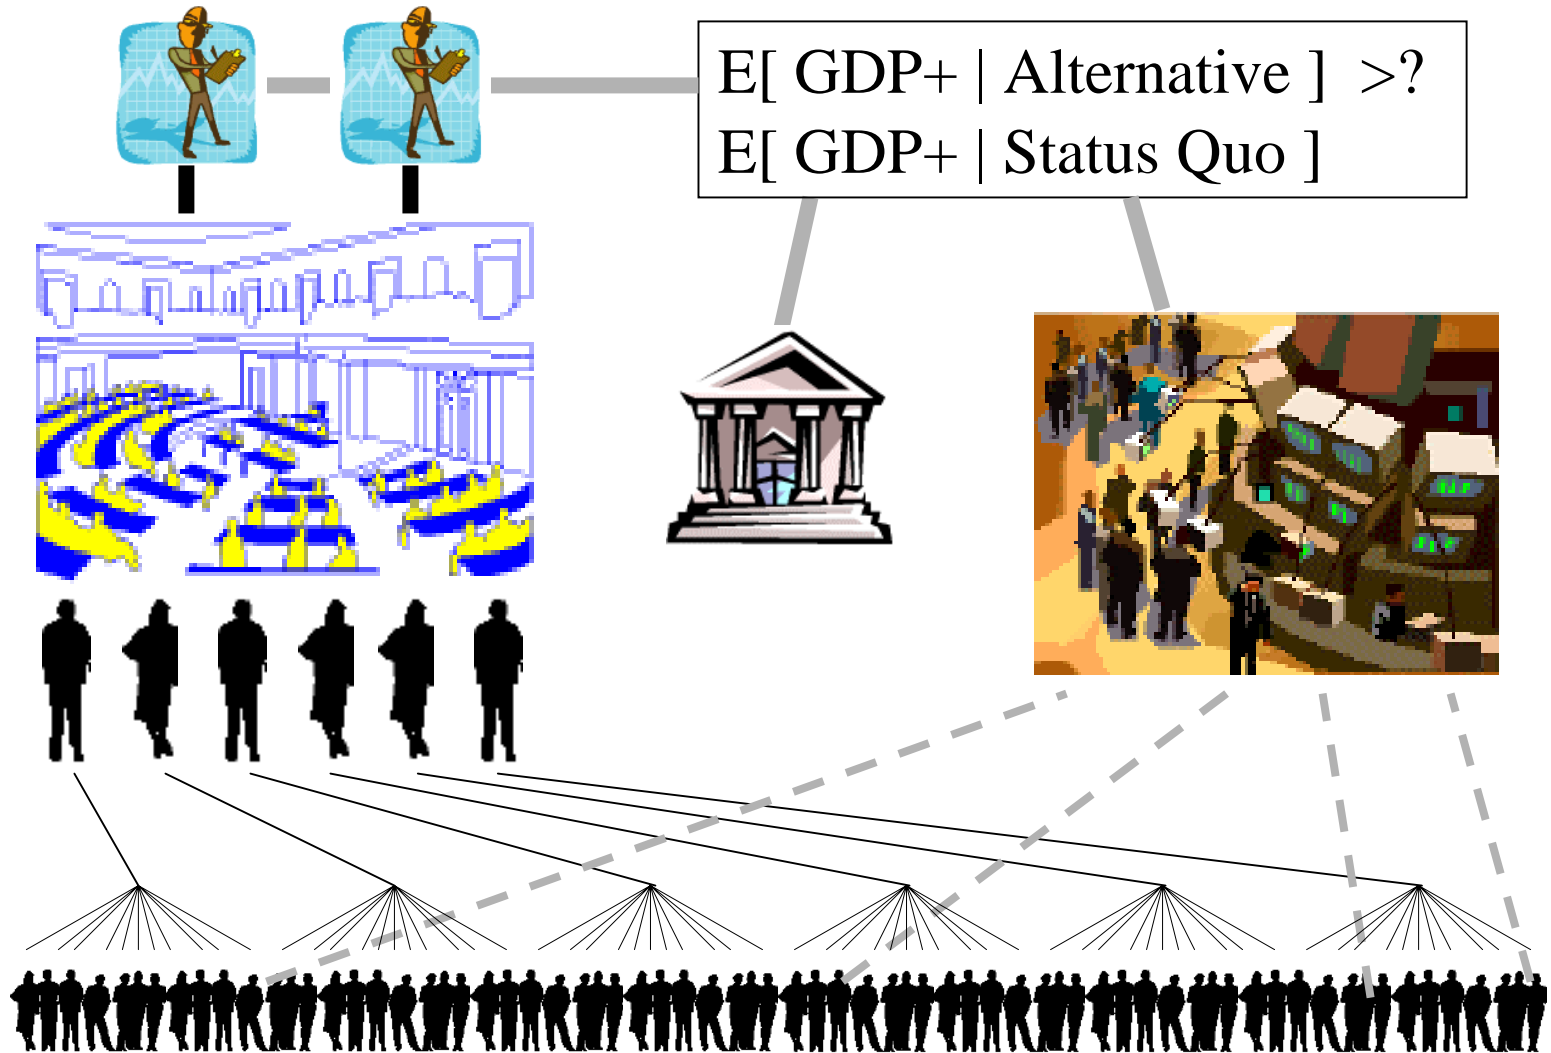 E[ GDP+ | Alternative ] >?
E[ GDP+ | Status Quo ]